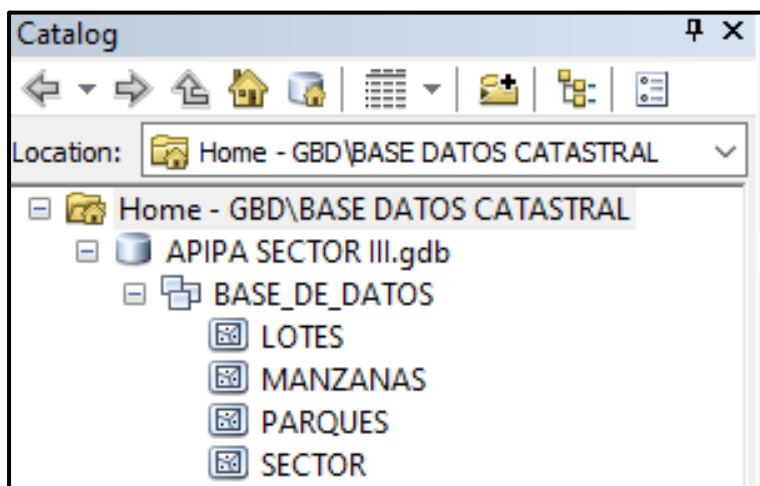 Catalog
Location: Home - GBD\BASE DATOS CATASTRAL
Home - GBD\BASE DATOS CATASTRAL
APIPA SECTOR III.gdb
BASE_DE_DATOS
LOTES
MANZANAS
PARQUES
SECTOR